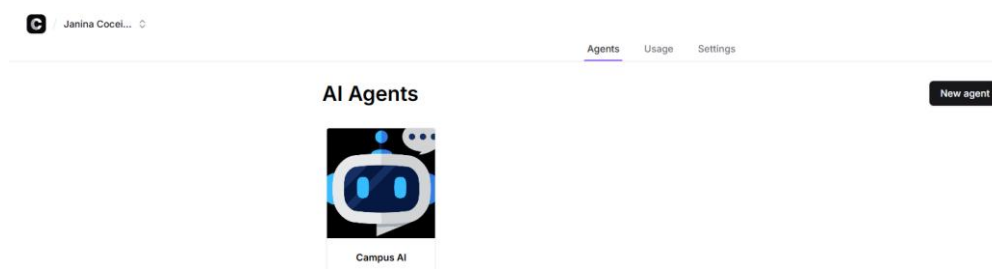 C
Janina Cocei...
Agents Usage Settings
AI Agents
New agent
Campus AI